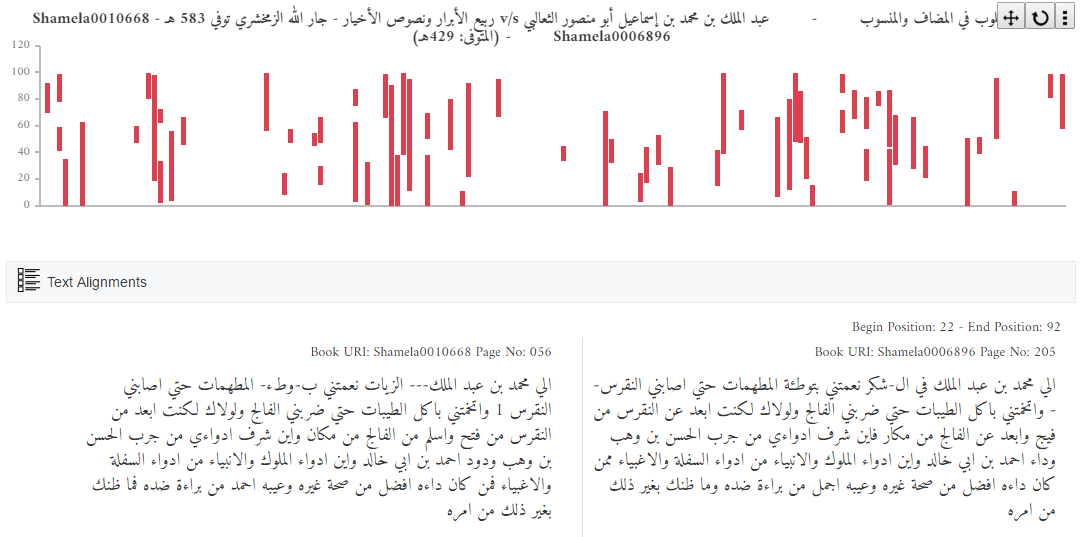 لوب في المضاف والمنسوب - عبد الملك بن محمد بن إسماعيل أبو منصور الثعالبي v/s ربيع الأبرار ونصوص الأخيار - جار الله الزمخشري توفي 583 هـ - Shamela0010668
(المتوفى: 429هـ) - Shamela0006896
120
100
80
60
40
20
0
Text Alignments
Begin Position: 22 - End Position: 92
Book URI: Shamela0006896 Page No: 205
الي محمد بن عبد الملك في ال-شكر نعمتني بتوطئة المطهمات حتي اصابني النقرس-
- واتخمتني باكل الطيبات حتي ضربني الفالج ولولاك لكنت ابعد عن النقرس من
فيج وابعد عن الفالج من مكار فاين شرف ادواءي من جرب الحسن بن وهب
وداء احمد بن ابي خالد واين ادواء الملوك والانبياء من ادواء السفلة والاغبياء ممن
كان داءه افضل من صحة غيره وعيبه اجمل من براءة ضده وما ظنك بغير ذلك
من امره
Book URI: Shamela0010668 Page No: 056
الي محمد بن عبد الملك--- الزيات نعمتني ب-وطء- المطهمات حتي اصابني
النقرس 1 واتخمتني باكل الطيبات حتي ضربني الفالج ولولاك لكنت ابعد من
النقرس من فتح واسلم من الفالج من مكان واين شرف ادواءي من جرب الحسن
بن وهب ودود احمد بن ابي خالد واين ادواء الملوك والانبياء من ادواء السفلة
والاغبياء فمن كان داءه افضل من صحة غيره وعيبه احمد من براءة ضده فما ظنك
بغير ذلك من امره